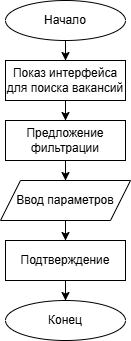 Начало
Показ интерфейса
для поиска вакансий
Предложение
фильтрации
Ввод параметров
Подтверждение
Конец